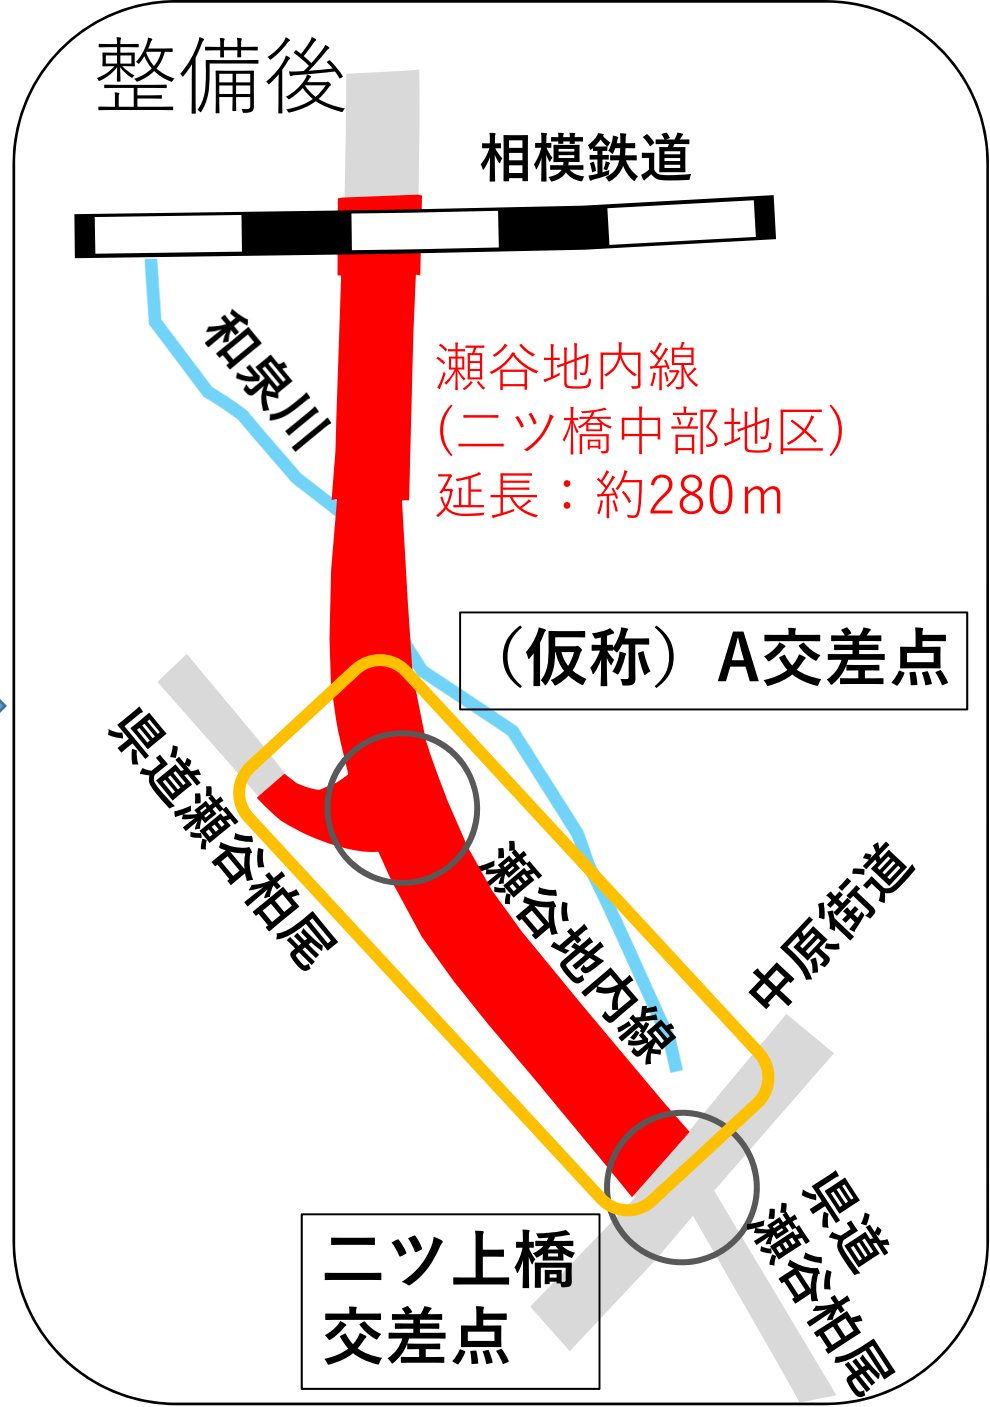 整備後
相模鉄道
和泉川
瀬谷地内線
(二ツ橋中部地区)
延長：約280m
（仮称）A交差点
県道瀬谷柏尾
瀬谷地内線
中原街道
二ツ上橋
交差点
県道
瀬谷柏尾